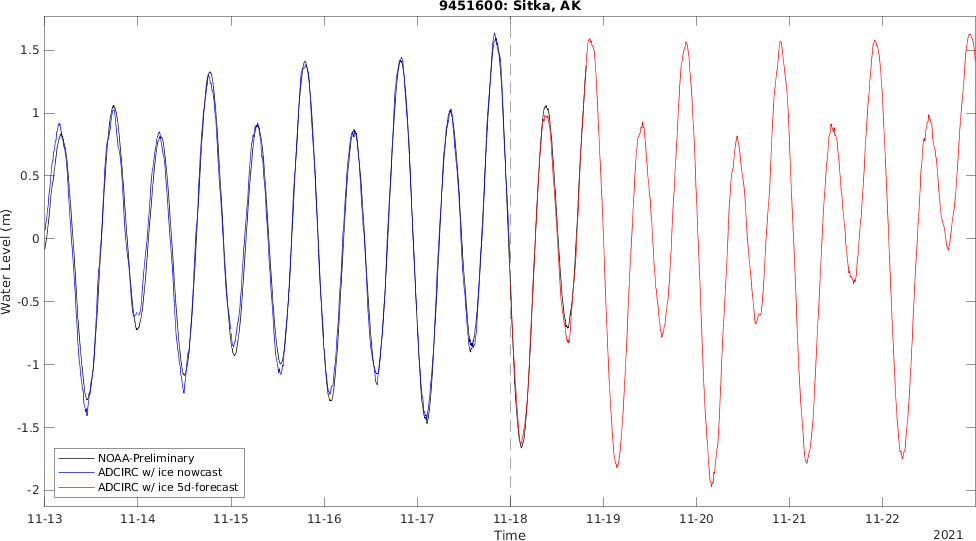 9451600: Sitka, AK
Water Level (m)
1.5
1
0.5
0
-0.5
-1
-1.5
-2
NOAA-Preliminary
ADCIRC w/ ice nowcast
ADCIRC w/ ice 5d-forecast
11-13 11-14 11-15 11-16 11-17 11-18 11-19 11-20 11-21 11-22
Time
2021